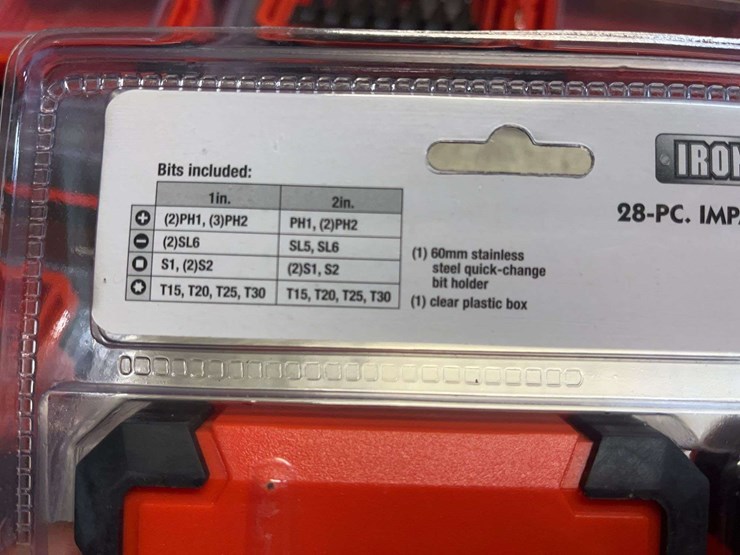 Bits included:
1in. 2in.
(2)PH1, (3)PH2 PH1, (2)PH2
(2)SL6 SL5, SL6
S1, (2)S2 (2)S1, S2
T15, T20, T25, T30 T15, T20, T25, T30
(1) 60mm stainless
steel quick-change
bit holder
(1) clear plastic box
IRON
28-PC. IMP